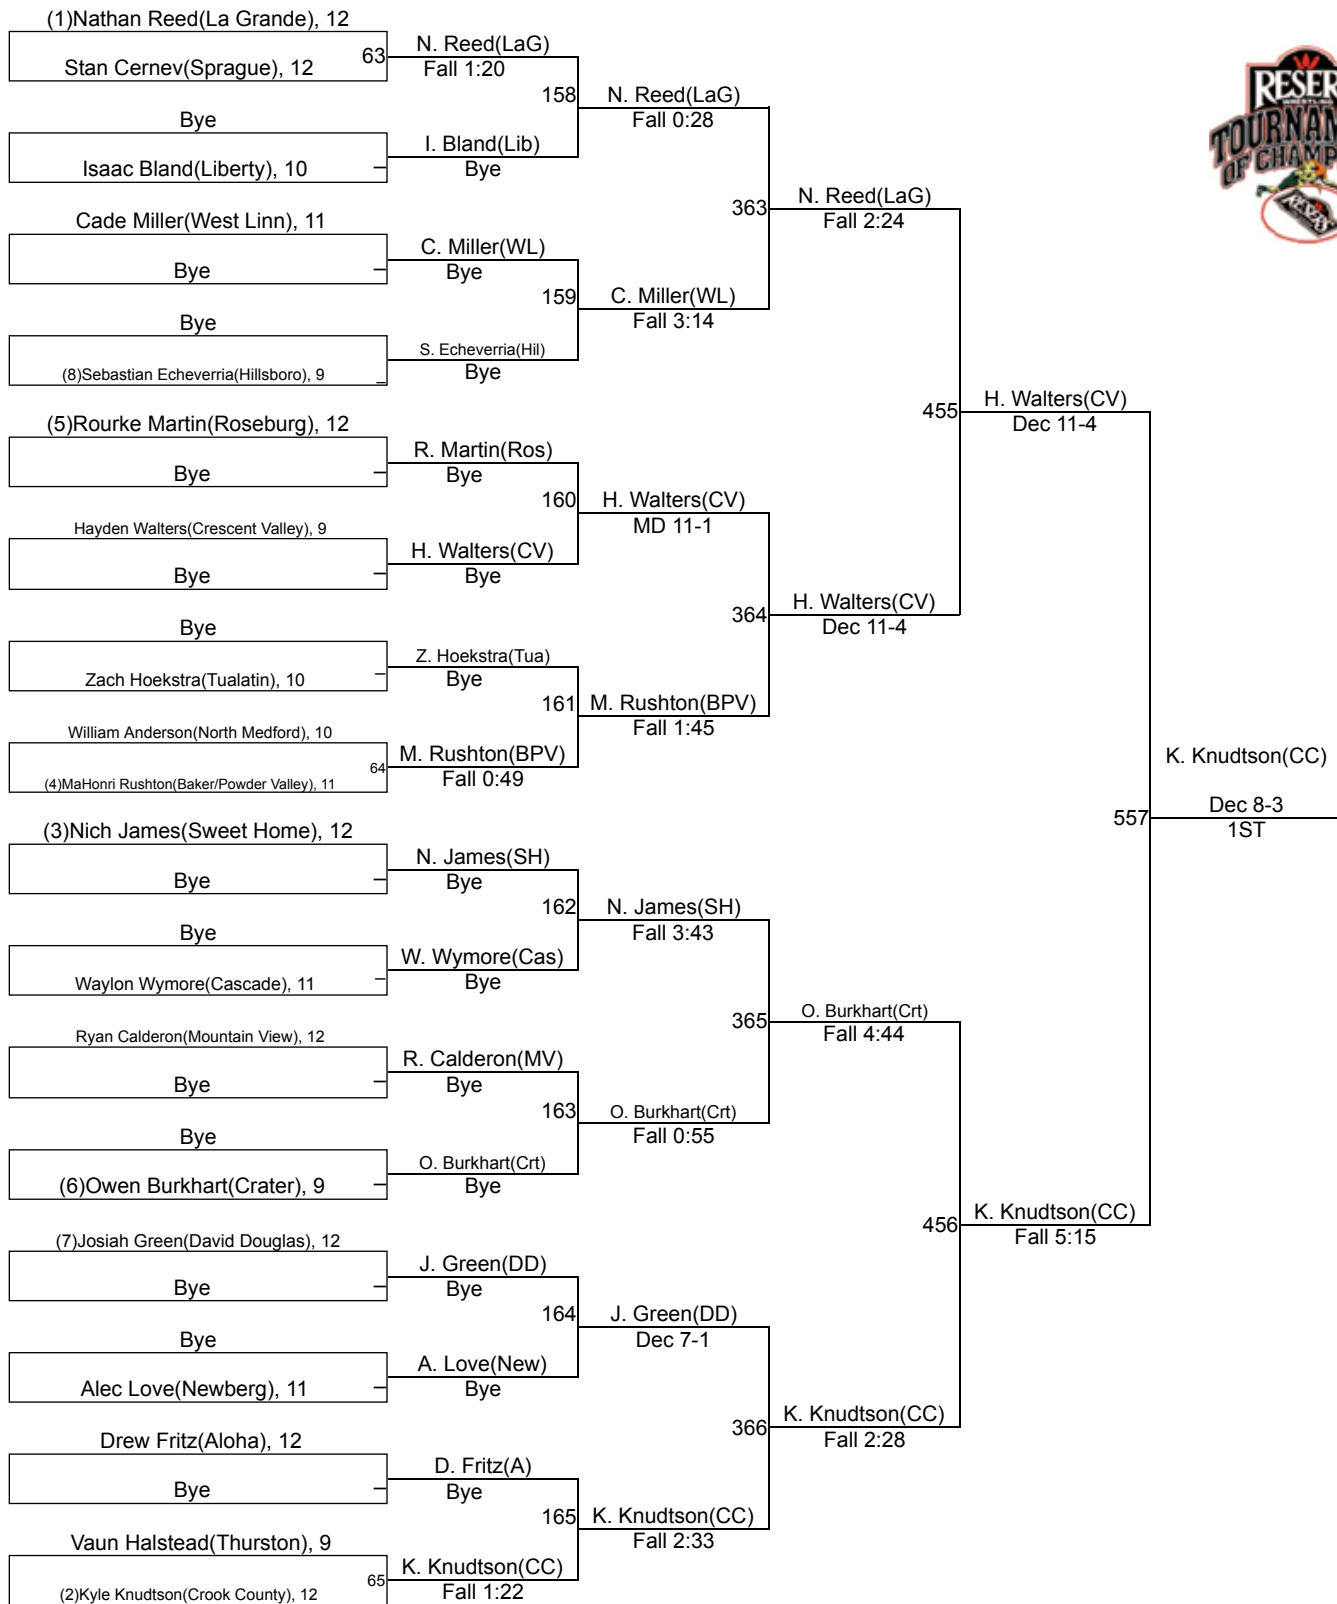 (1)Nathan Reed(La Grande), 12
Stan Cernev(Sprague), 12
63
N. Reed(LaG)
Fall 1:20
158
N. Reed(LaG)
Fall 0:28
Bye
Isaac Bland(Liberty), 10
I. Bland(Lib)
Bye
363
N. Reed(LaG)
Fall 2:24
Cade Miller(West Linn), 11
Bye
C. Miller(WL)
Bye
159
C. Miller(WL)
Fall 3:14
Bye
(8)Sebastian Echeverria(Hillsboro), 9
S. Echeverria(Hil)
Bye
455
H. Walters(CV)
Dec 11-4
(5)Rourke Martin(Roseburg), 12
Bye
R. Martin(Ros)
Bye
160
H. Walters(CV)
MD 11-1
Hayden Walters(Crescent Valley), 9
Bye
H. Walters(CV)
Bye
364
H. Walters(CV)
Dec 11-4
Bye
Zach Hoekstra(Tualatin), 10
Z. Hoekstra(Tua)
Bye
161
M. Rushton(BPV)
Fall 1:45
William Anderson(North Medford), 10
(4)MaHonri Rushton(Baker/Powder Valley), 11
64
M. Rushton(BPV)
Fall 0:49
557
K. Knudtson(CC)
Dec 8-3
1ST
(3)Nich James(Sweet Home), 12
Bye
N. James(SH)
Bye
162
N. James(SH)
Fall 3:43
Bye
Waylon Wymore(Cascade), 11
W. Wymore(Cas)
Bye
365
O. Burkhart(Crt)
Fall 4:44
Ryan Calderon(Mountain View), 12
Bye
R. Calderon(MV)
Bye
163
O. Burkhart(Crt)
Fall 0:55
Bye
(6)Owen Burkhart(Crater), 9
O. Burkhart(Crt)
Bye
456
K. Knudtson(CC)
Fall 5:15
(7)Josiah Green(David Douglas), 12
Bye
J. Green(DD)
Bye
164
J. Green(DD)
Dec 7-1
Bye
Alec Love(Newberg), 11
A. Love(New)
Bye
366
K. Knudtson(CC)
Fall 2:28
Drew Fritz(Aloha), 12
Bye
D. Fritz(A)
Bye
165
K. Knudtson(CC)
Fall 2:33
Vaun Halstead(Thurston), 9
(2)Kyle Knudtson(Crook County), 12
65
K. Knudtson(CC)
Fall 1:22
RESER
WRESTLING
TOURNAM
OF CHAMP
RESER'S